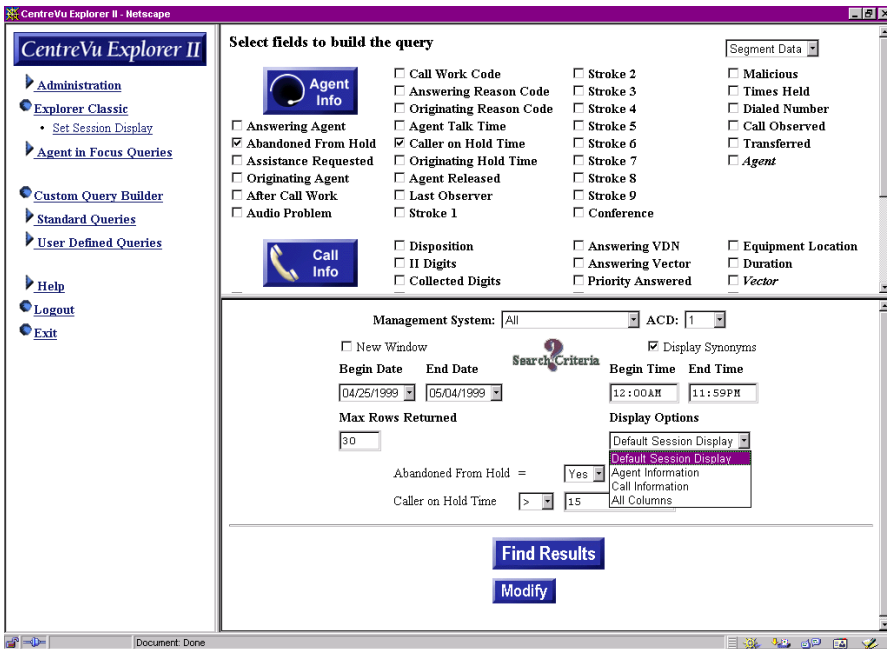 CentreVu Explorer II - Netscape
CentreVu Explorer II
Administration
Explorer Classic
• Set Session Display
Agent in Focus Queries
Custom Query Builder
Standard Queries
User Defined Queries
Help
Logout
Exit
Select fields to build the query
Segment Data
Agent Info
Answering Agent
Abandoned From Hold
Assistance Requested
Originating Agent
After Call Work
Audio Problem
Call Work Code
Answering Reason Code
Originating Reason Code
Agent Talk Time
Caller on Hold Time
Originating Hold Time
Agent Released
Last Observer
Stroke 1
Stroke 2
Stroke 3
Stroke 4
Stroke 5
Stroke 6
Stroke 7
Stroke 8
Stroke 9
Conference
Malicious
Times Held
Dialed Number
Call Observed
Transferred
Agent
Call Info
Disposition
II Digits
Collected Digits
Answering VDN
Answering Vector
Priority Answered
Equipment Location
Duration
Vector
Management System: All ACD: 1
New Window
Search Criteria
Display Synonyms
Begin Date End Date
Begin Time End Time
04/25/1999 05/04/1999
12:00AM 11:59PM
Max Rows Returned
Display Options
30
Default Session Display
Default Session Display
Agent Information
Call Information
All Columns
Abandoned From Hold = Yes
Caller on Hold Time > 15
Find Results
Modify
Document: Done